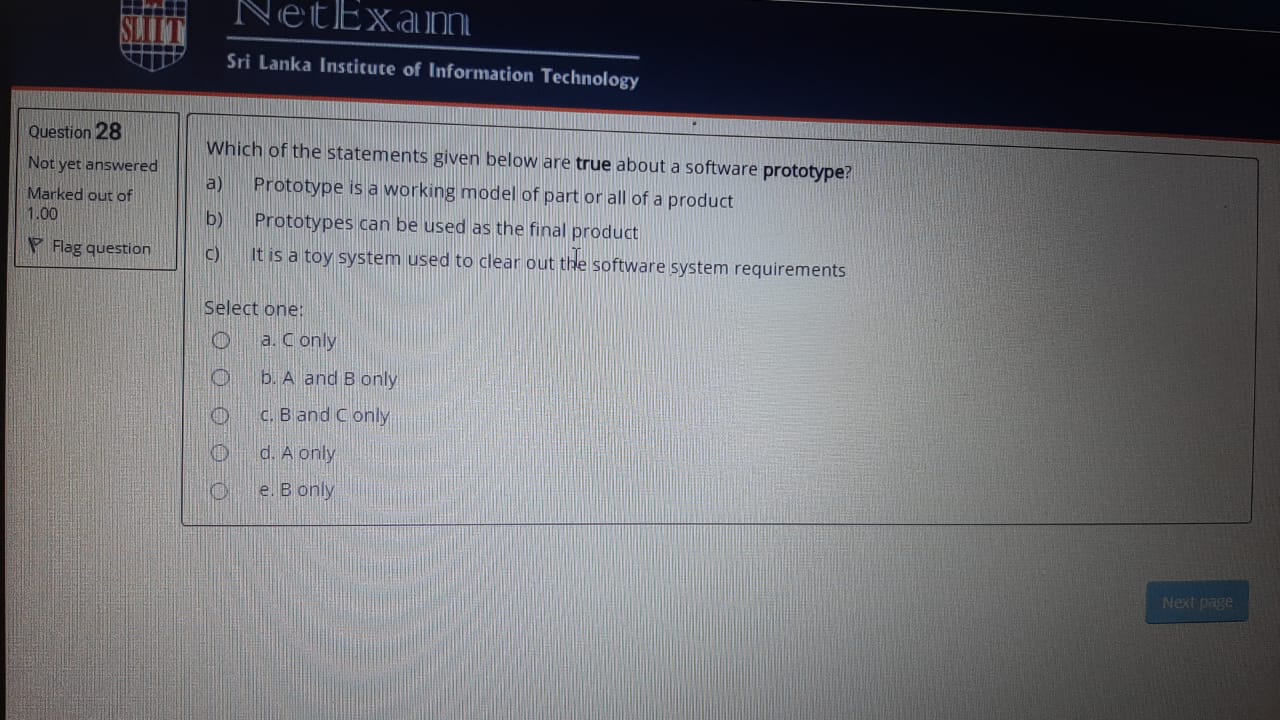 SLIIT
NetExam
Sri Lanka Institute of Information Technology
Question 28
Not yet answered
Marked out of
1.00
Flag question
Which of the statements given below are true about a software prototype?
a) Prototype is a working model of part or all of a product
b) Prototypes can be used as the final product
c) It is a toy system used to clear out the software system requirements
Select one:
a. C only
b. A and B only
c. B and C only
d. A only
e. B only
Next page